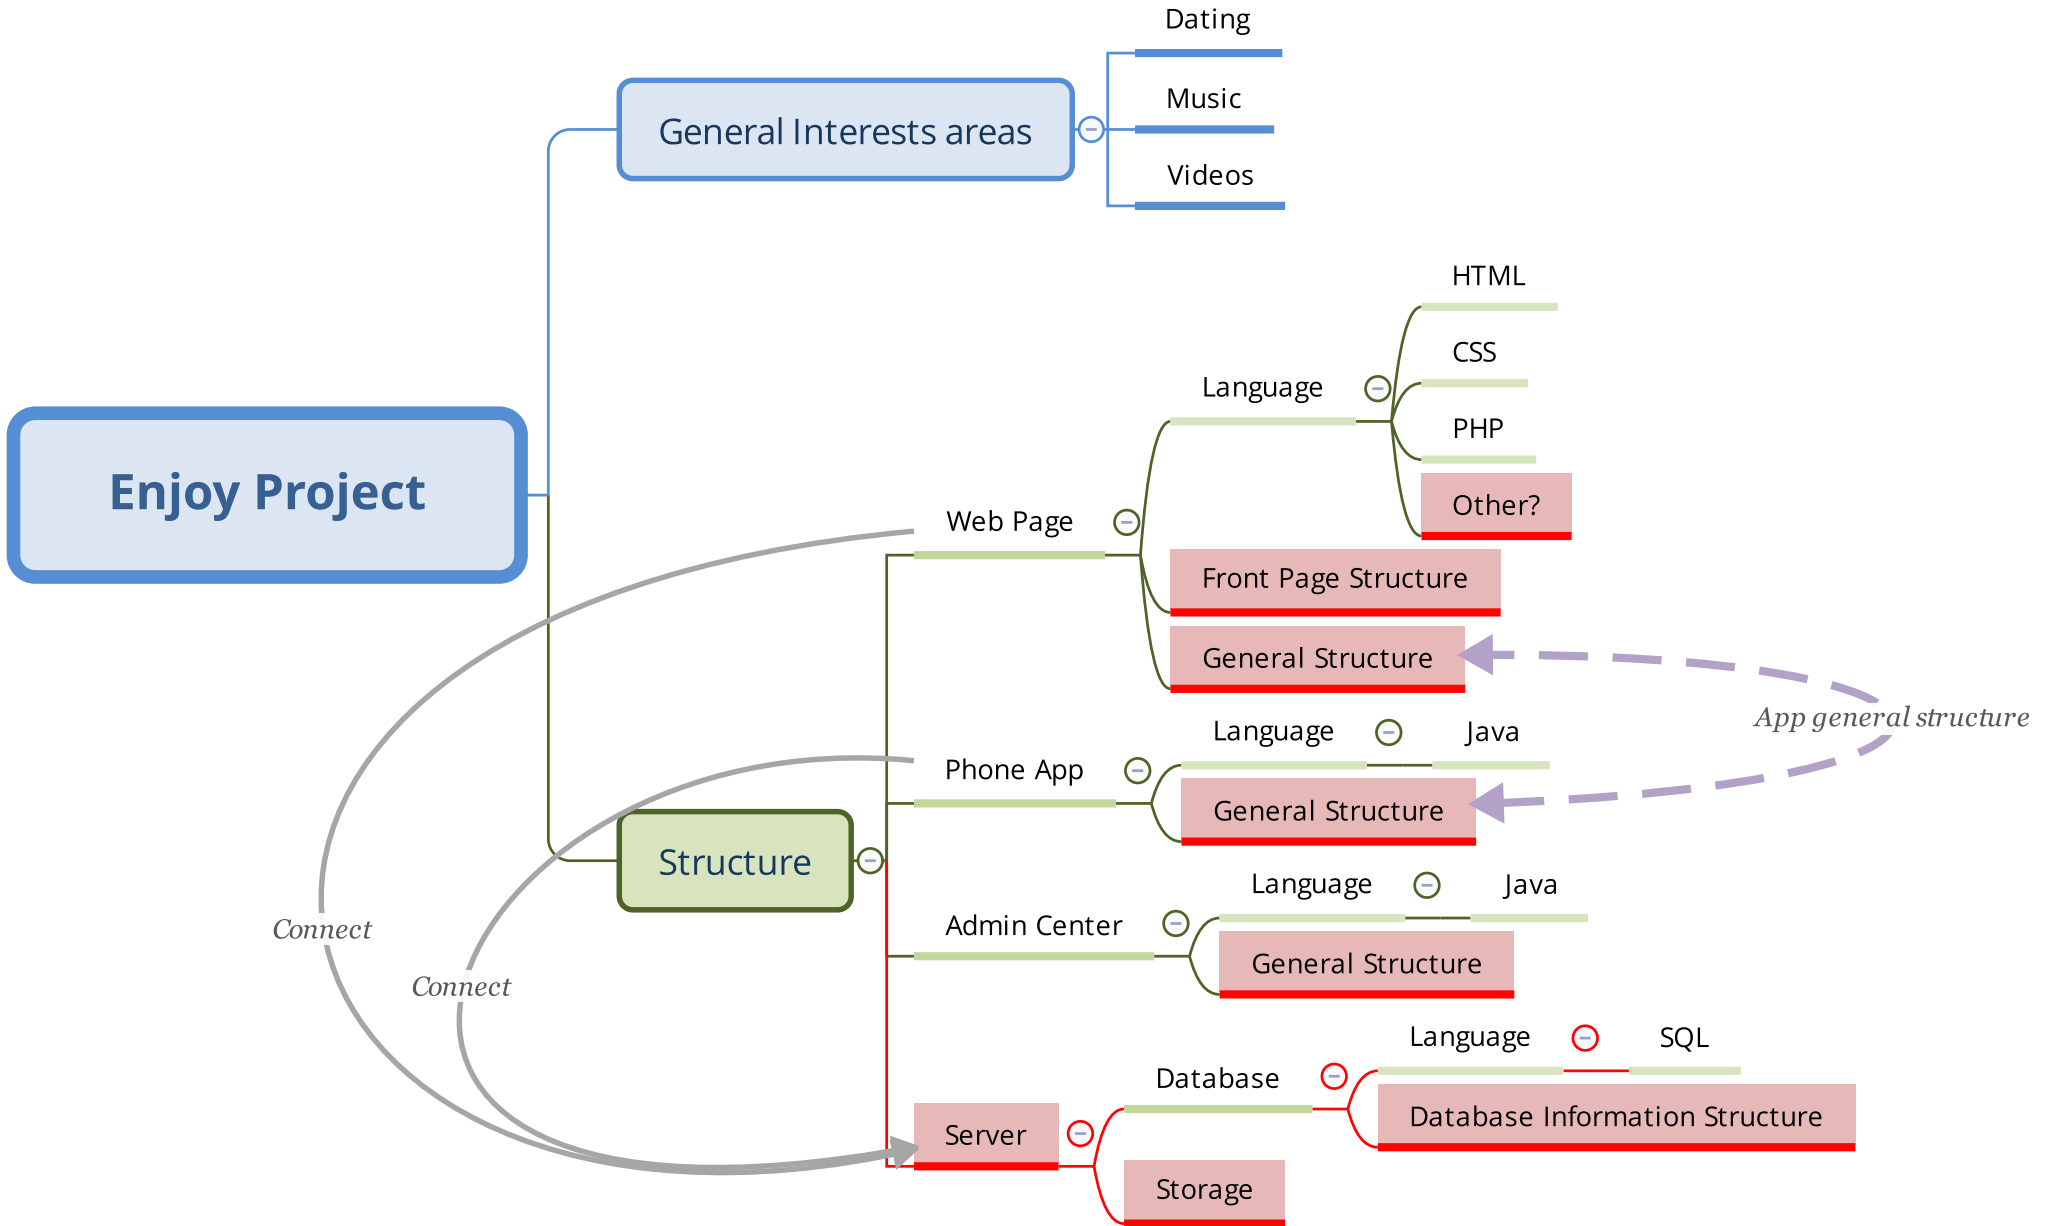 Dating
Music
General Interests areas
Videos
HTML
CSS
Language
PHP
Enjoy Project
Other?
Web Page
Front Page Structure
General Structure
App general structure
Language
Java
Phone App
General Structure
Structure
Language
Java
Admin Center
Connect
General Structure
Connect
Language
SQL
Database
Database Information Structure
Server
Storage